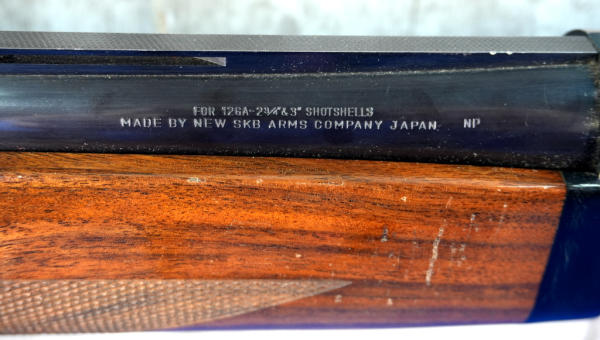 FOR 12GA-2¾"&3" SHOTSHELLS
MADE BY NEW SKB ARMS COMPANY JAPAN. NP